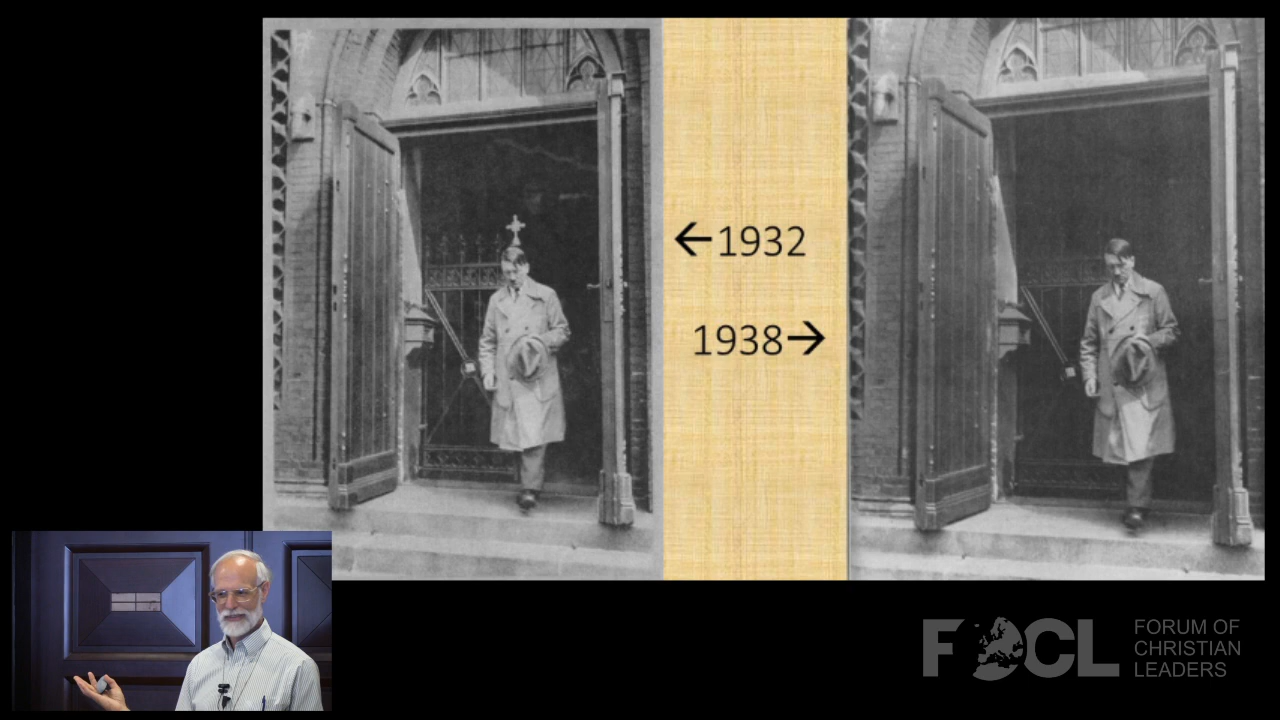 ←1932
1938→
FOCL
FORUM OF
CHRISTIAN
LEADERS